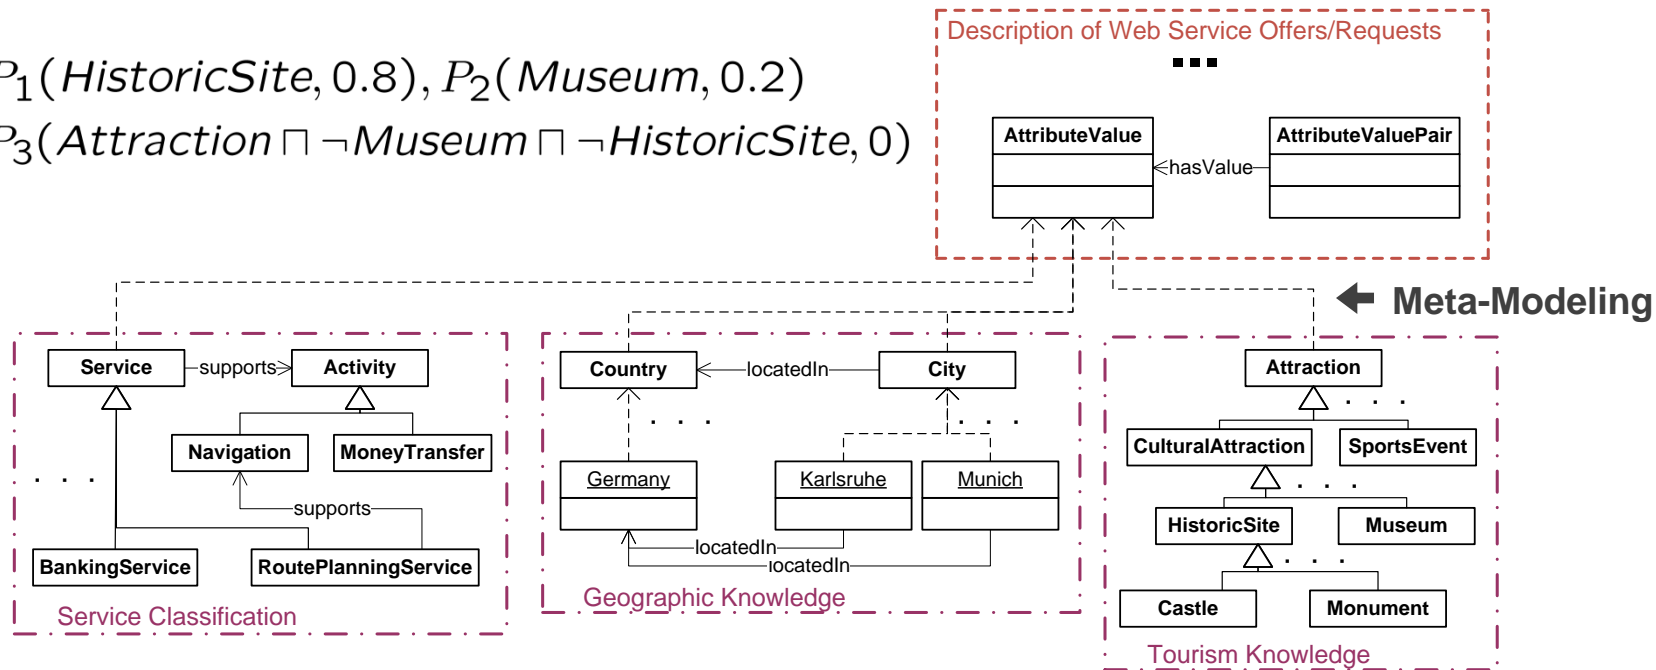 P₁(HistoricSite, 0.8), P₂(Museum, 0.2)
P₃(Attraction ⊓ ¬Museum ⊓ ¬HistoricSite, 0)
Description of Web Service Offers/Requests
...
AttributeValue
AttributeValuePair
hasValue
Meta-Modeling
Service
supports
Activity
Navigation
MoneyTransfer
. . .
supports
BankingService
RoutePlanningService
Service Classification
Country
locatedIn
City
. . .
. . .
Germany
Karlsruhe
Munich
locatedIn
locatedIn
Geographic Knowledge
Attraction
. . .
CulturalAttraction
SportsEvent
. . .
HistoricSite
Museum
. . .
Castle
Monument
Tourism Knowledge